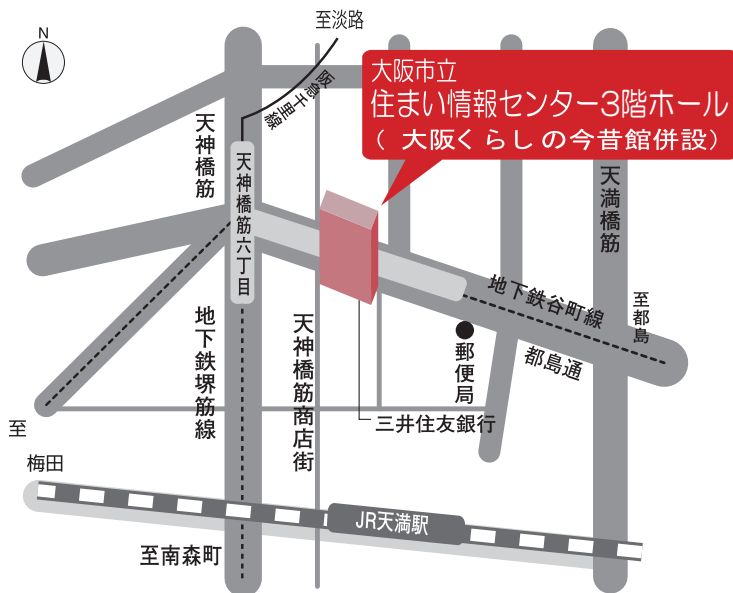 N
至淡路
阪急千里線
大阪市立
住まい情報センター3階ホール
（ 大阪くらしの今昔館併設）
天神橋筋
天神橋筋六丁目
天満橋筋
地下鉄谷町線
至都島
都島通
郵便局
地下鉄堺筋線
天神橋筋商店街
三井住友銀行
至
梅田
JR天満駅
至南森町